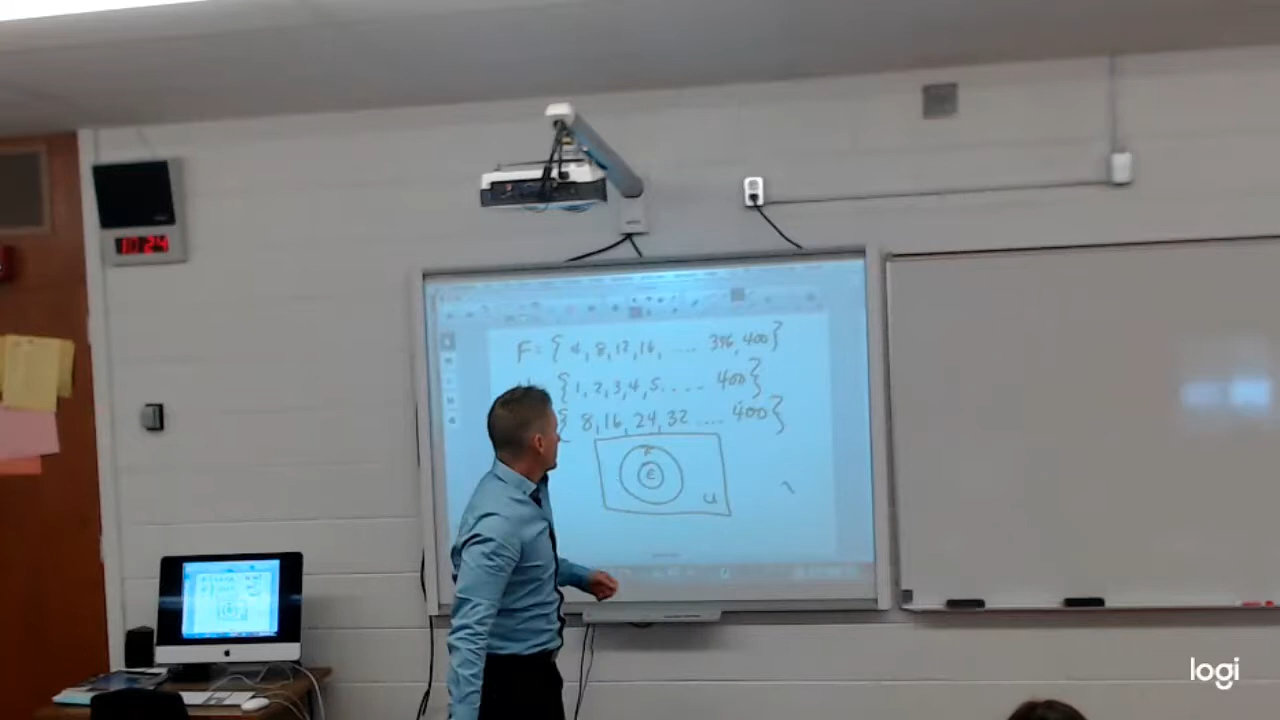 10:24
F = { 4, 8, 12, 16, .... 396, 400 }
{ 1, 2, 3, 4, 5 .... 400 }
{ 8, 16, 24, 32 .... 400 }
F
E
U
logi